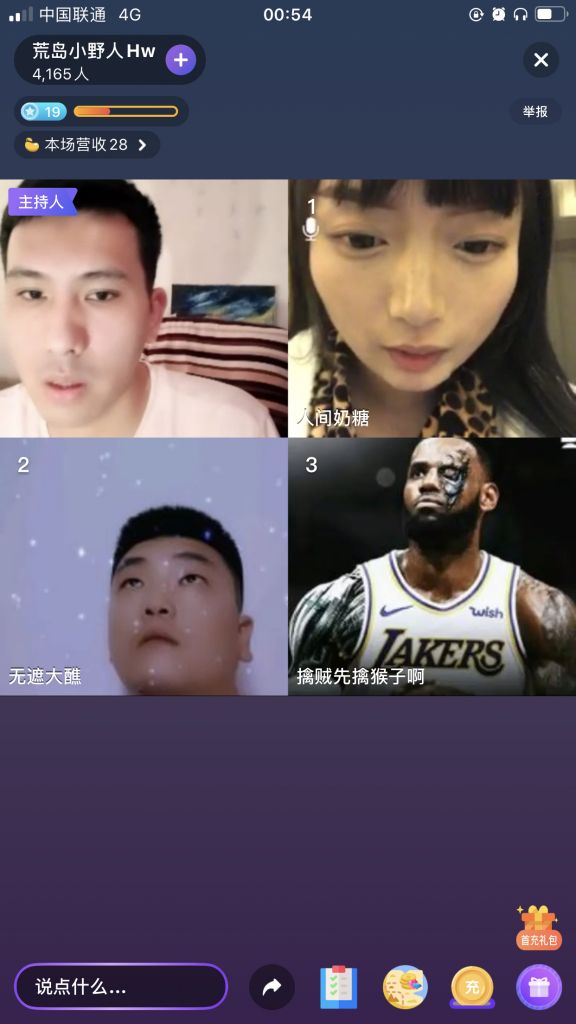 中国联通 4G 00:54
荒岛小野人Hw
4,165人
19
举报
本场营收28
主持人
1
人间奶糖
2
3
wish
LAKERS
无遮大醮
擒贼先擒猴子啊
首充礼包
说点什么...
充